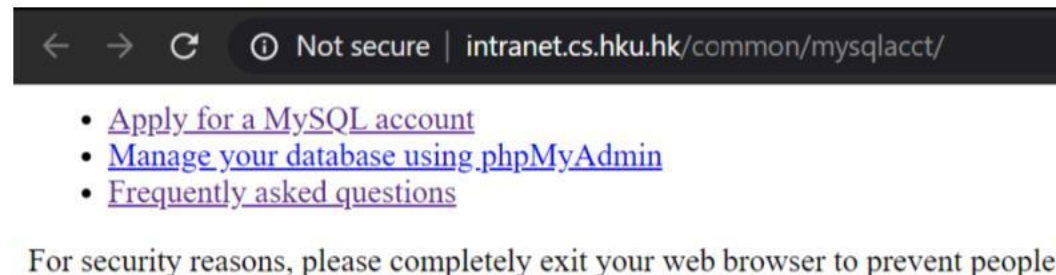 Not secure | intranet.cs.hku.hk/common/mysqlacct/
• Apply for a MySQL account
• Manage your database using phpMyAdmin
• Frequently asked questions
For security reasons, please completely exit your web browser to prevent people